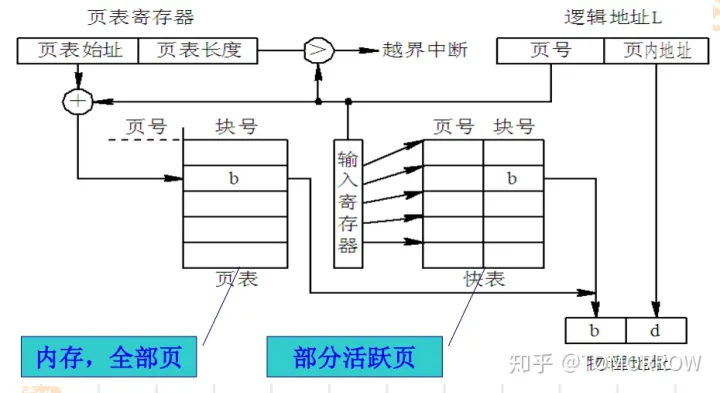 页表寄存器
逻辑地址L
页表始址 页表长度
>
越界中断
页号 页内地址
+
页号 块号
页号 块号
输入寄存器
b
b
页表
快表
内存，全部页
部分活跃页
b d
物理地址
知乎 @TOMOCROW